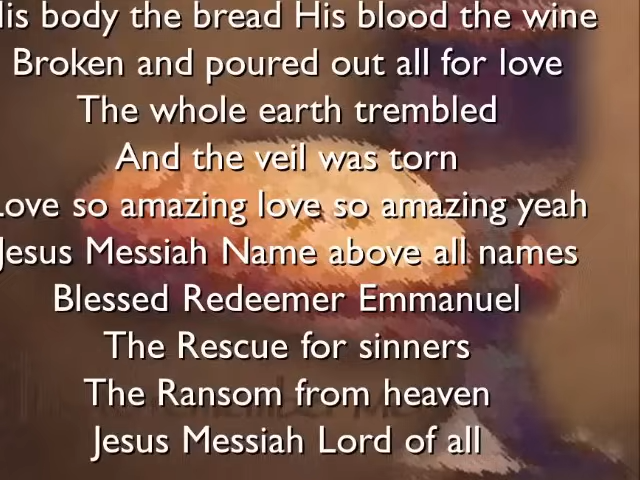 His body the bread His blood the wine
Broken and poured out all for love
The whole earth trembled
And the veil was torn
Love so amazing love so amazing yeah
Jesus Messiah Name above all names
Blessed Redeemer Emmanuel
The Rescue for sinners
The Ransom from heaven
Jesus Messiah Lord of all